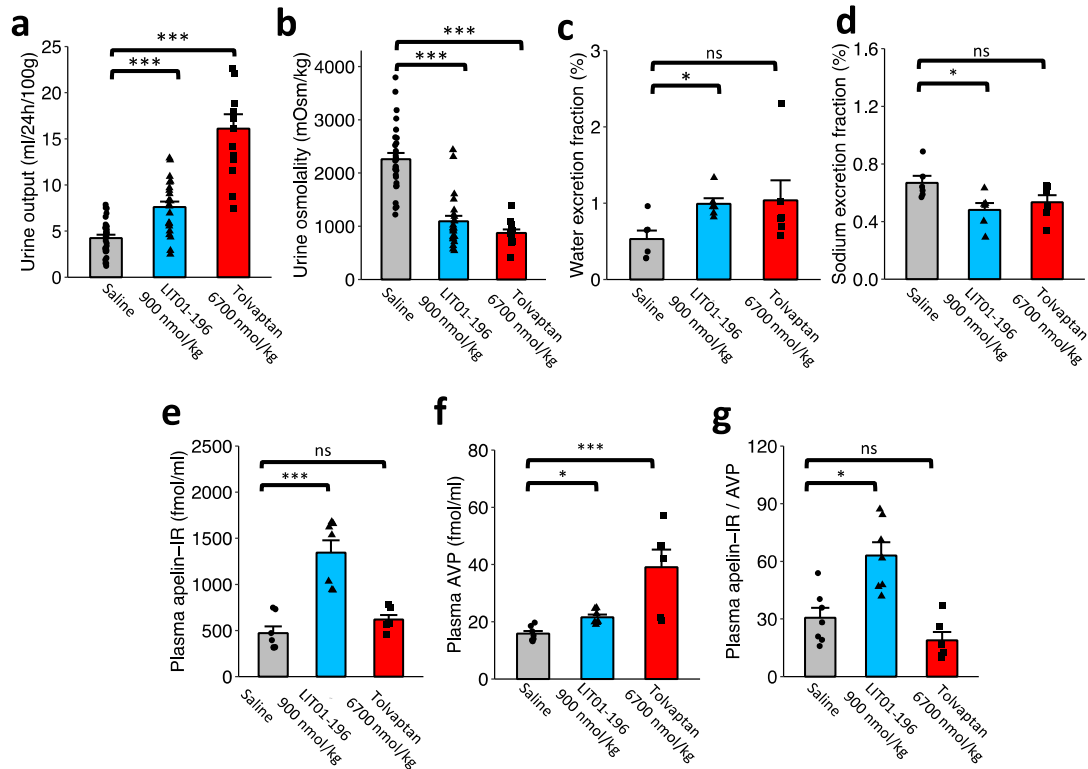 a
Urine output (ml/24h/100g)
25
20
15
10
5
0
***
***
Saline
LIT01-196
900 nmol/kg
Tolvaptan
6700 nmol/kg
b
Urine osmolality (mOsm/kg)
4000
3000
2000
1000
0
***
***
Saline
LIT01-196
900 nmol/kg
Tolvaptan
6700 nmol/kg
c
Water excretion fraction (%)
3
2
1
0
ns
*
Saline
LIT01-196
900 nmol/kg
Tolvaptan
6700 nmol/kg
d
Sodium excretion fraction (%)
1.6
1.2
0.8
0.4
0.0
ns
*
Saline
LIT01-196
900 nmol/kg
Tolvaptan
6700 nmol/kg
e
Plasma apelin-IR (fmol/ml)
2500
2000
1500
1000
500
0
ns
***
Saline
LIT01-196
900 nmol/kg
Tolvaptan
6700 nmol/kg
f
Plasma AVP (fmol/ml)
80
60
40
20
0
***
*
Saline
LIT01-196
900 nmol/kg
Tolvaptan
6700 nmol/kg
g
Plasma apelin-IR / AVP
120
90
60
30
0
ns
*
Saline
LIT01-196
900 nmol/kg
Tolvaptan
6700 nmol/kg